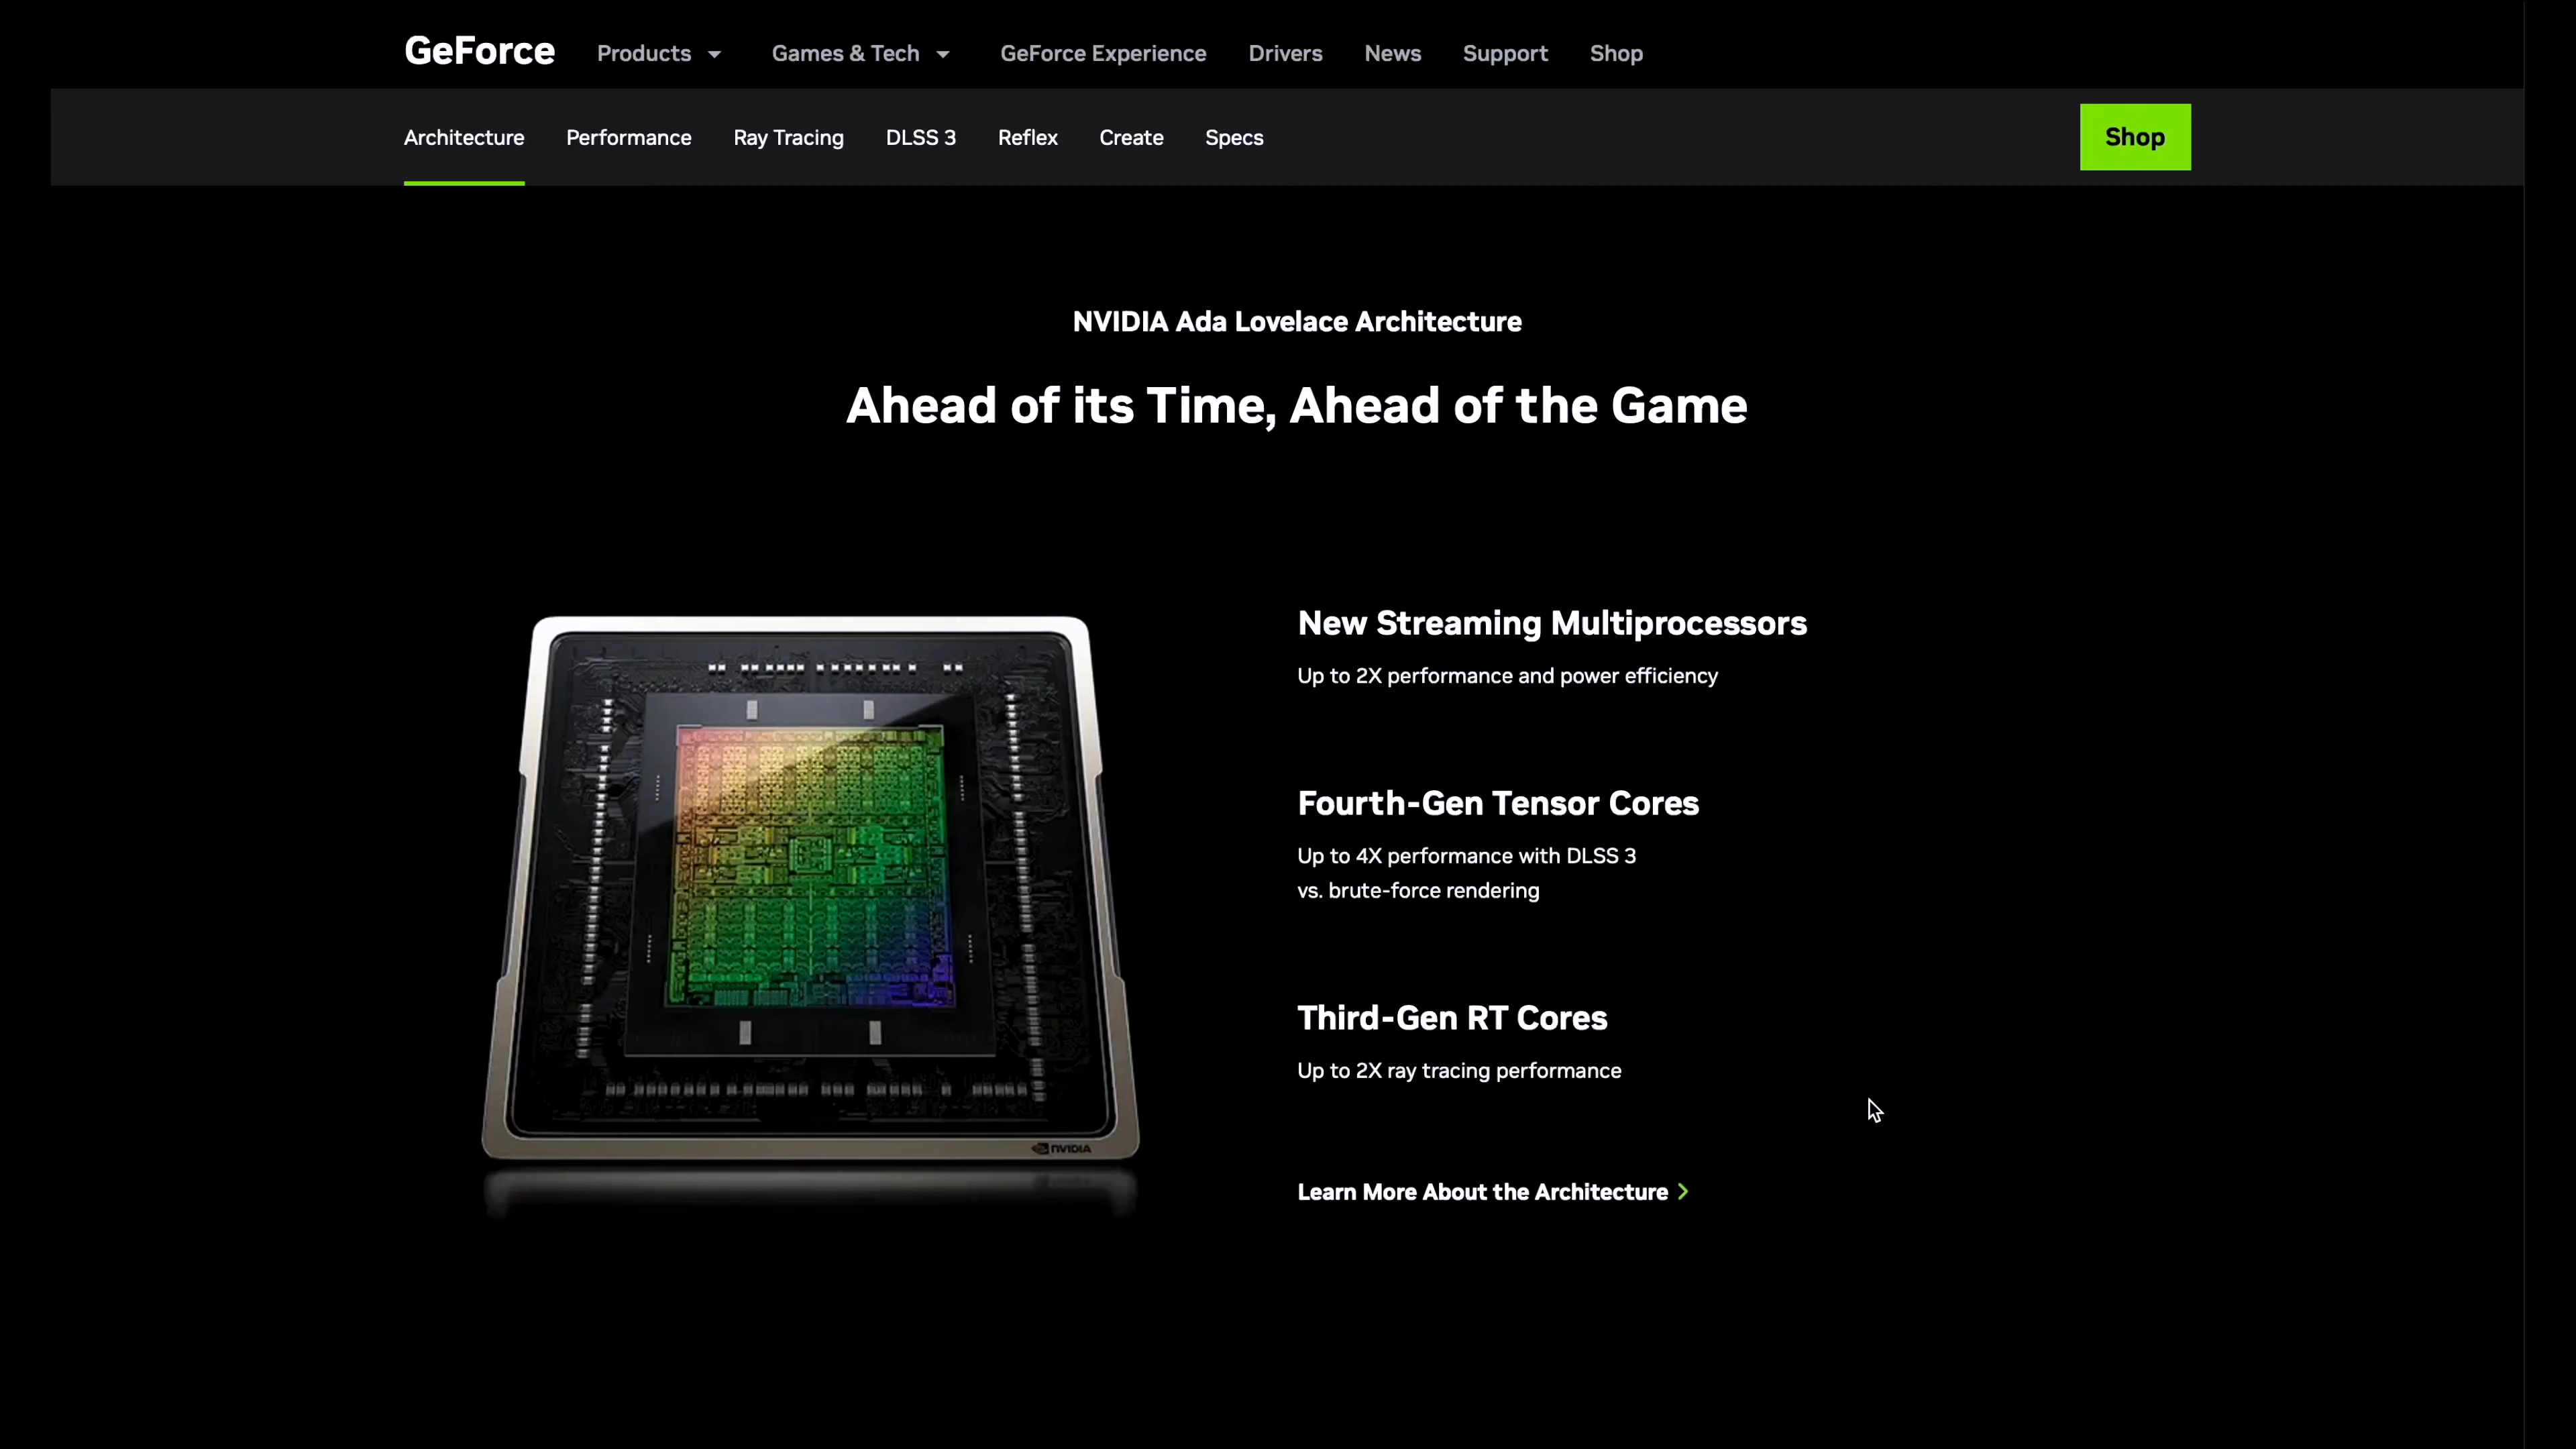 GeForce
Products
Games & Tech
GeForce Experience
Drivers
News
Support
Shop
Architecture
Performance
Ray Tracing
DLSS 3
Reflex
Create
Specs
Shop
NVIDIA Ada Lovelace Architecture
Ahead of its Time, Ahead of the Game
New Streaming Multiprocessors
Up to 2X performance and power efficiency
Fourth-Gen Tensor Cores
Up to 4X performance with DLSS 3
vs. brute-force rendering
Third-Gen RT Cores
Up to 2X ray tracing performance
NVIDIA
Learn More About the Architecture